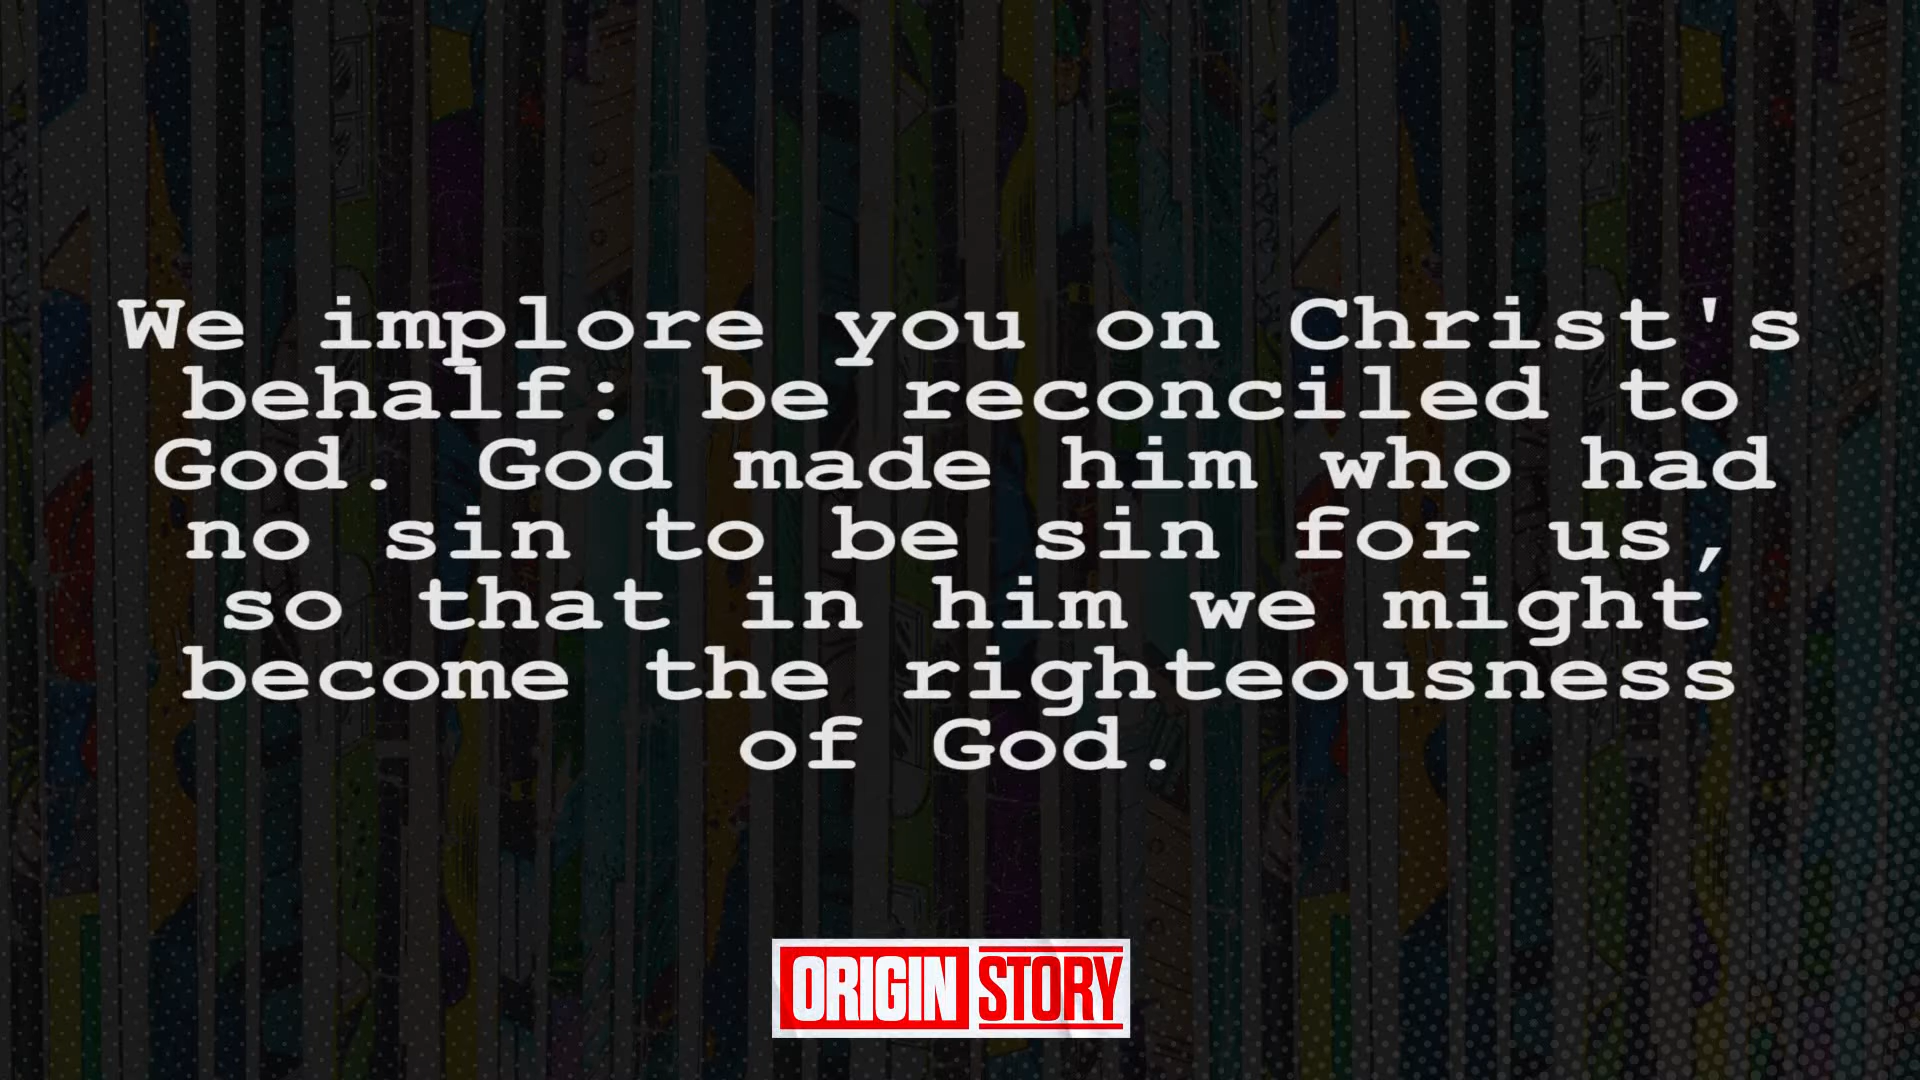 We implore you on Christ's
behalf: be reconciled to
God. God made him who had
no sin to be sin for us,
so that in him we might
become the righteousness
of God.
ORIGIN STORY